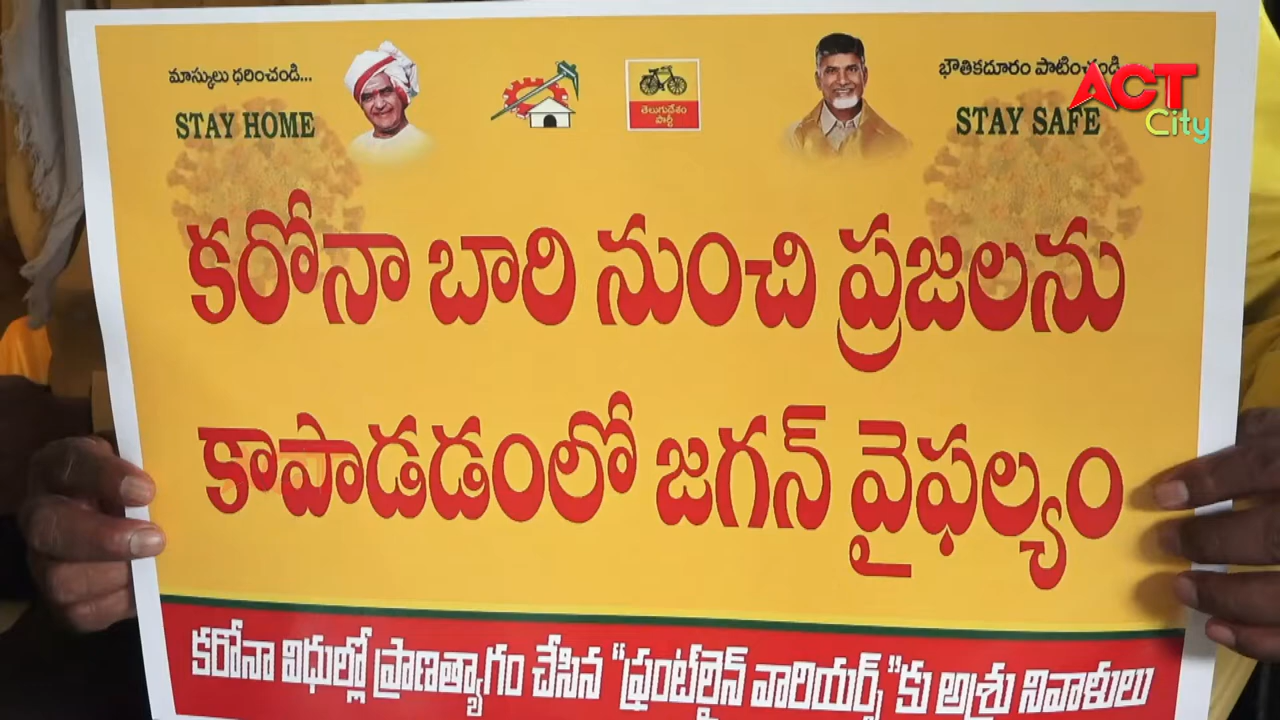 మాస్కులు ధరించండి...
STAY HOME
తెలుగుదేశం
పార్టీ
భౌతికదూరం పాటించండి
STAY SAFE
ACT
City
కరోనా బారి నుంచి ప్రజలను
కాపాడడంలో జగన్ వైఫల్యం
కరోనా విధుల్లో ప్రాణత్యాగం చేసిన "ఫ్రంట్‌లైన్ వారియర్స్"కు అశ్రు నివాళులు